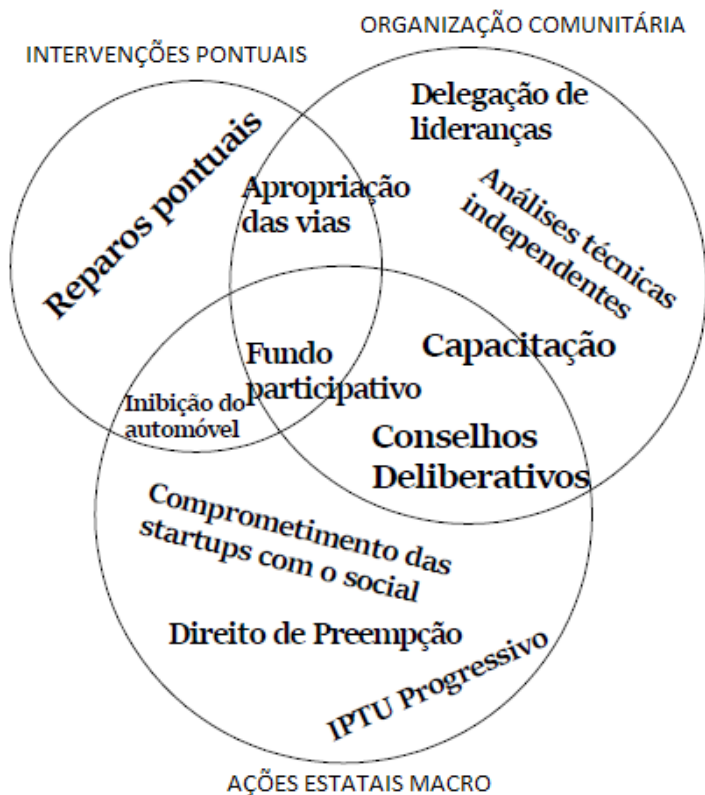 ORGANIZAÇÃO COMUNITÁRIA
INTERVENÇÕES PONTUAIS
Delegação de
lideranças
Reparos pontuais
Apropriação
das vias
Análises técnicas
independentes
Capacitação
Fundo
participativo
Inibição do
automóvel
Conselhos
Deliberativos
Comprometimento das
startups com o social
Direito de Preempção
IPTU Progressivo
AÇÕES ESTATAIS MACRO